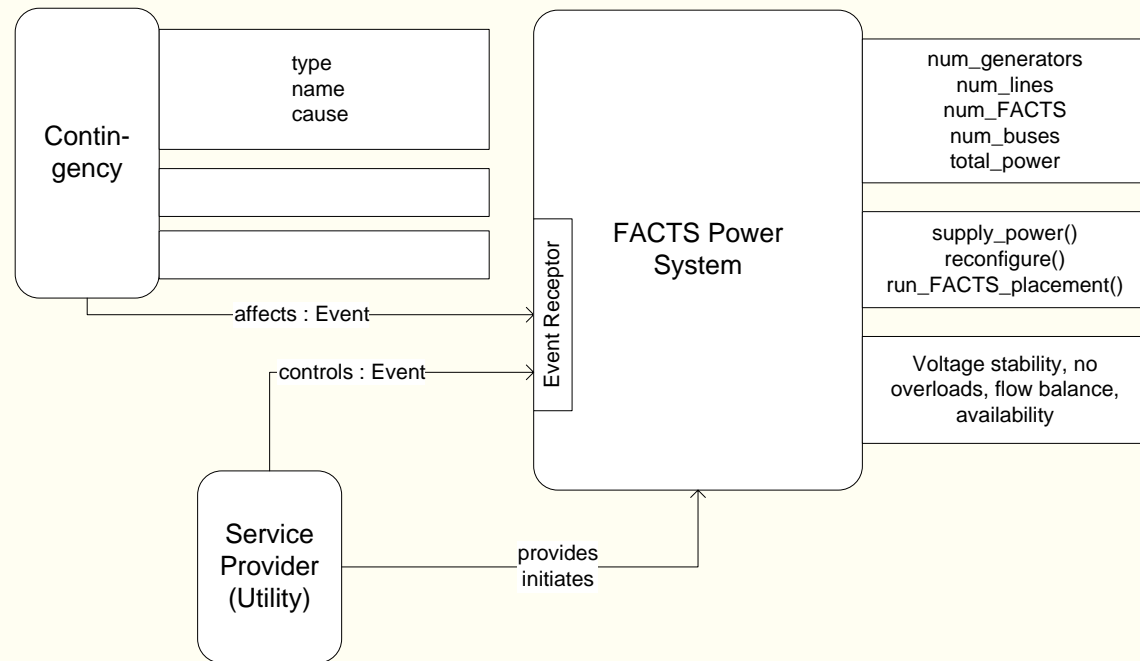 Contin-
gency
type
name
cause
affects : Event
controls : Event
Service
Provider
(Utility)
provides
initiates
Event Receptor
FACTS Power
System
num_generators
num_lines
num_FACTS
num_buses
total_power
supply_power()
reconfigure()
run_FACTS_placement()
Voltage stability, no
overloads, flow balance,
availability